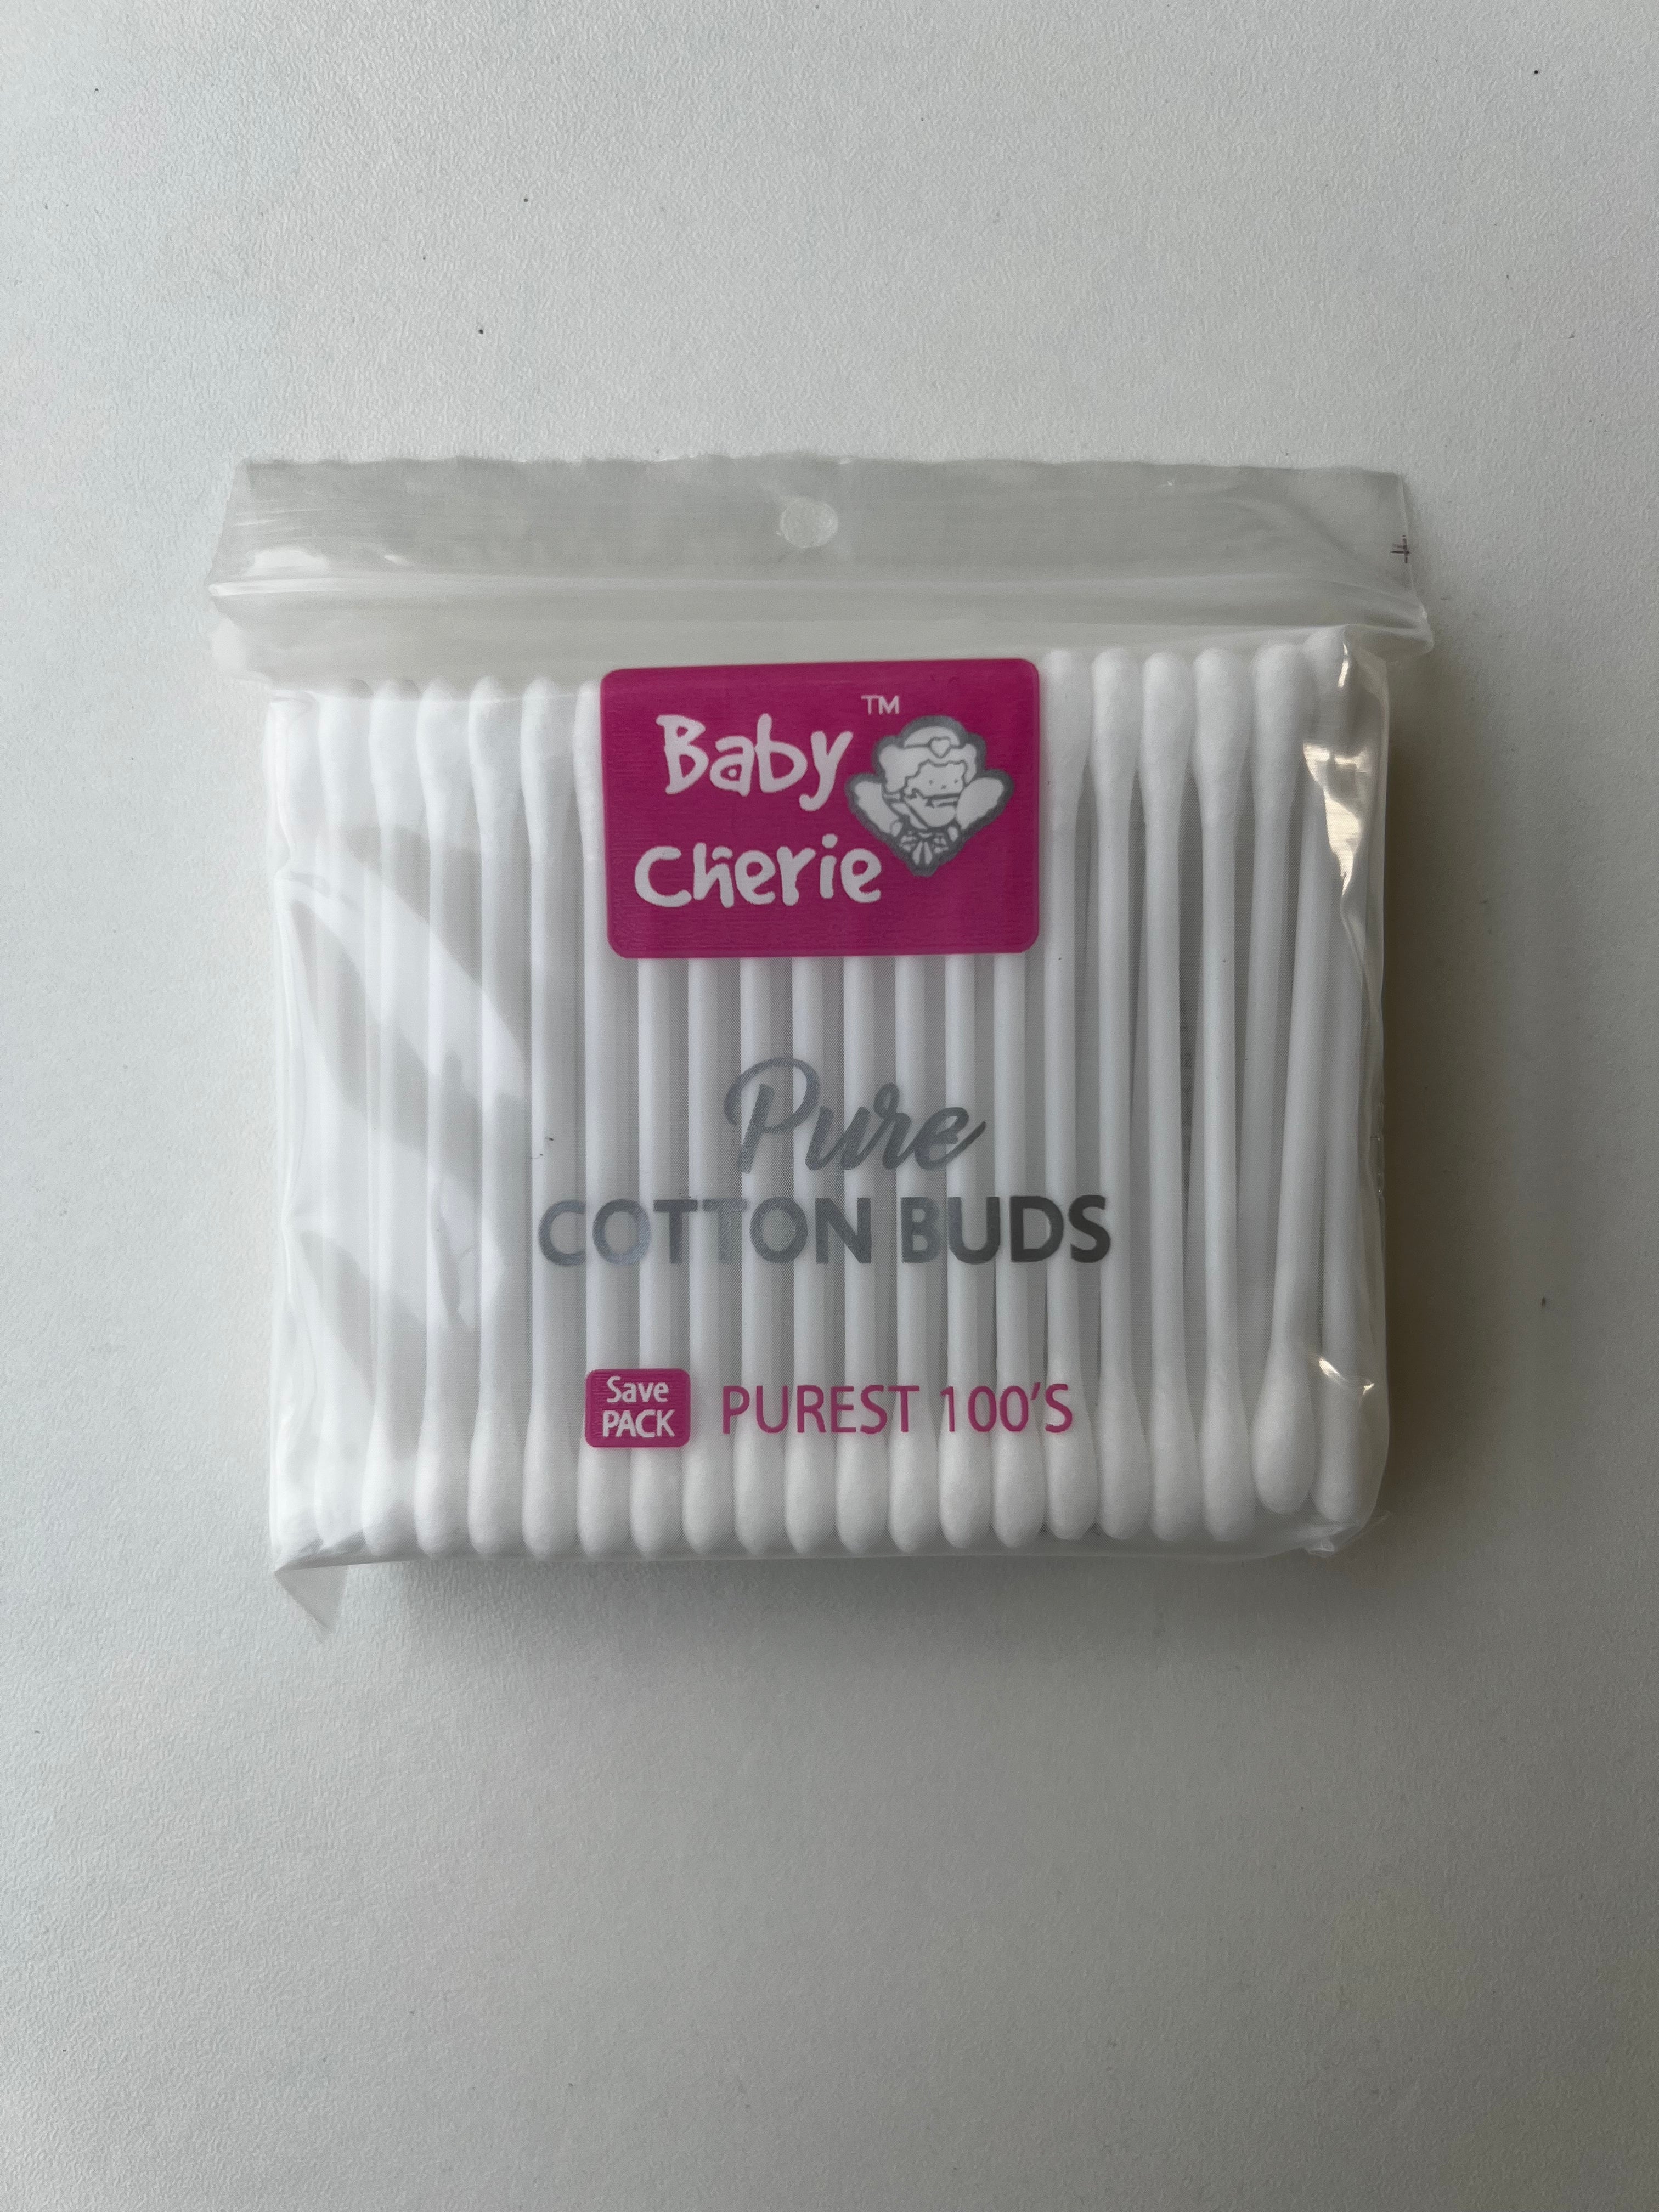 Baby ™
Cherie
Pure
COTTON BUDS
Save
PACK
PUREST 100'S